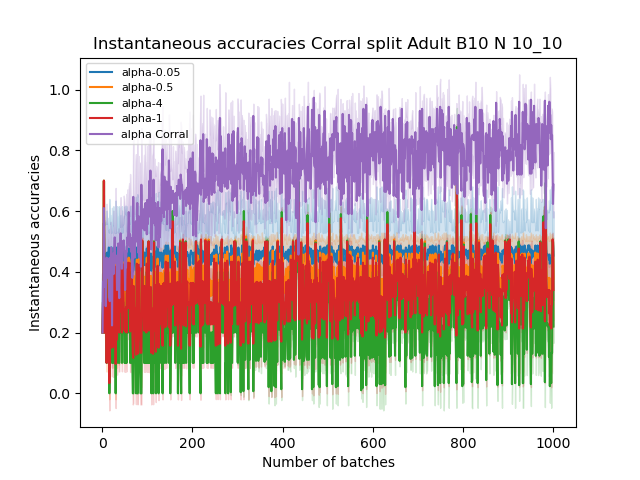 Instantaneous accuracies Corral split Adult B10 N 10_10
alpha-0.05
alpha-0.5
alpha-4
alpha-1
alpha Corral
Instantaneous accuracies
1.0
0.8
0.6
0.4
0.2
0.0
0 200 400 600 800 1000
Number of batches